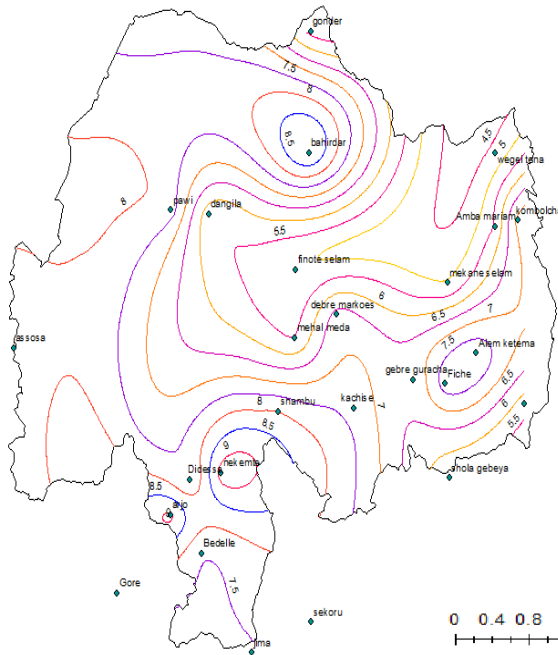 gonder
7.5
8
8.5
bahirdar
4.5
5
wegel tena
8
pawi
dangila
Amba mariam
kombolcha
5.5
finote selam
mekane selam
6
debre markoes
6.5
7
assosa
mehal meda
7.5
Alem ketema
gebre guracha
Fiche
6.5
6
5.5
8
shambu
kachise
7
8.5
9
nekemte
Didessa
8.5
shola gebeya
9
arjo
Bedelle
7.5
Gore
sekoru
jima
0 0.4 0.8